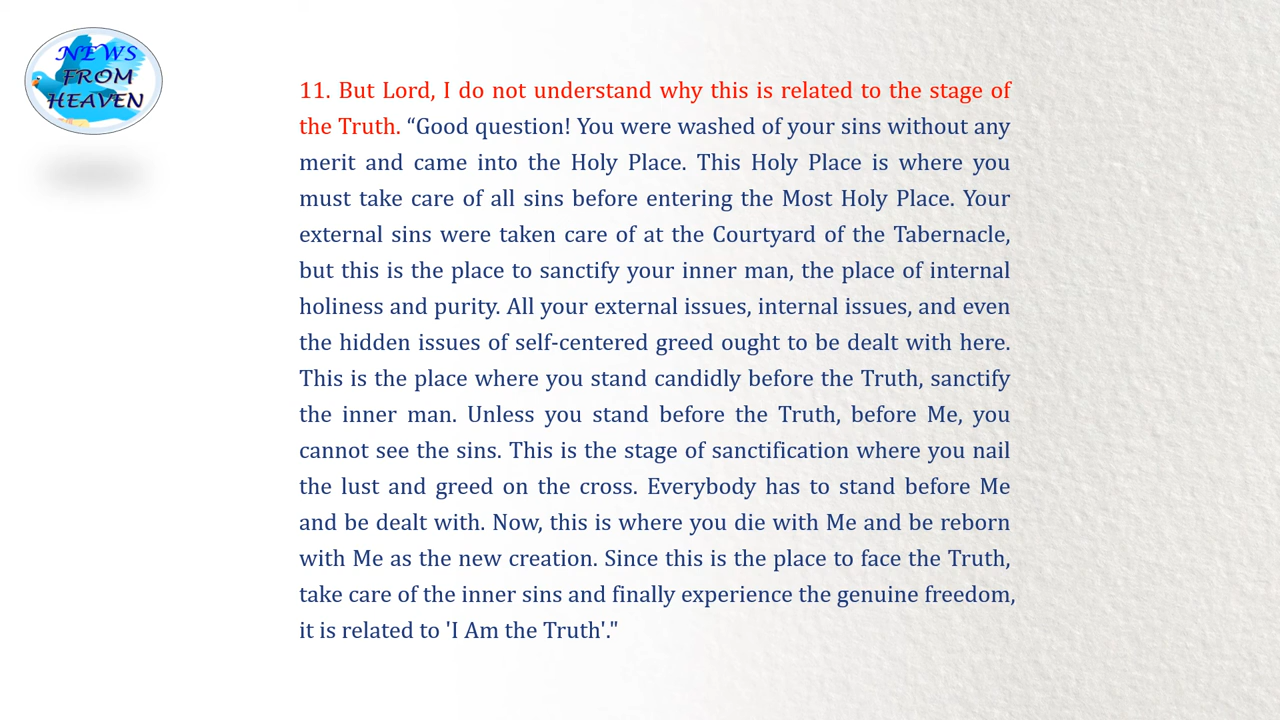 NEWS
FROM
HEAVEN
11. But Lord, I do not understand why this is related to the stage of
the Truth. “Good question! You were washed of your sins without any
merit and came into the Holy Place. This Holy Place is where you
must take care of all sins before entering the Most Holy Place. Your
external sins were taken care of at the Courtyard of the Tabernacle,
but this is the place to sanctify your inner man, the place of internal
holiness and purity. All your external issues, internal issues, and even
the hidden issues of self-centered greed ought to be dealt with here.
This is the place where you stand candidly before the Truth, sanctify
the inner man. Unless you stand before the Truth, before Me, you
cannot see the sins. This is the stage of sanctification where you nail
the lust and greed on the cross. Everybody has to stand before Me
and be dealt with. Now, this is where you die with Me and be reborn
with Me as the new creation. Since this is the place to face the Truth,
take care of the inner sins and finally experience the genuine freedom,
it is related to 'I Am the Truth'."